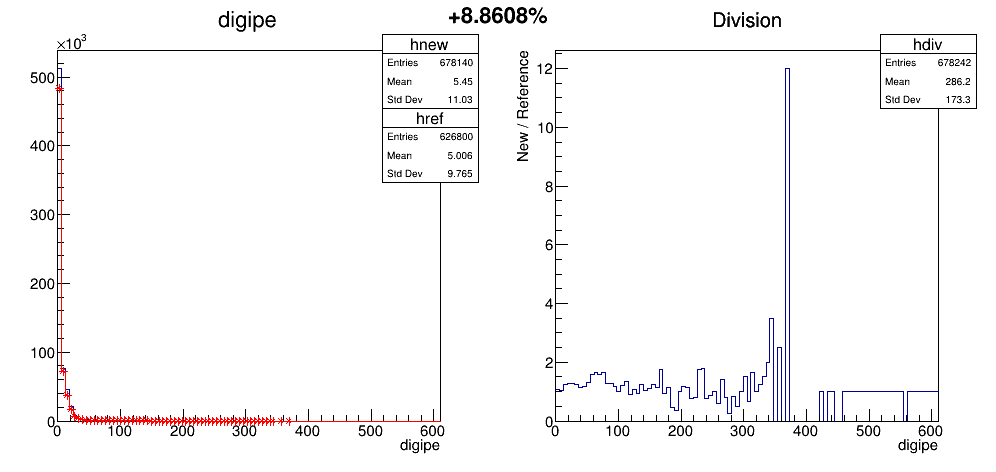 digipe
+8.8608%
Division
×10³
hnew
Entries 678140
Mean 5.45
Std Dev 11.03
href
Entries 626800
Mean 5.006
Std Dev 9.765
500
400
300
200
100
0
0 100 200 300 400 500 600
digipe
hdiv
Entries 678242
Mean 286.2
Std Dev 173.3
New / Reference
12
10
8
6
4
2
0
0 100 200 300 400 500 600
digipe